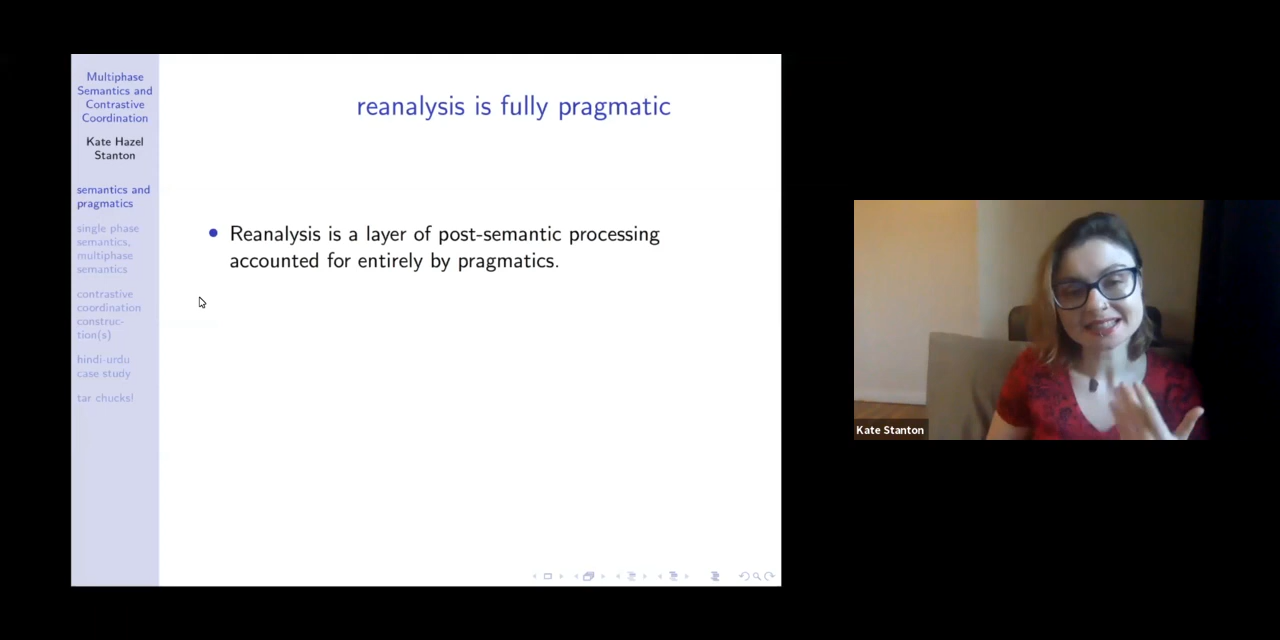 Multiphase
Semantics and
Contrastive
Coordination
Kate Hazel
Stanton
semantics and
pragmatics
single phase
semantics,
multiphase
semantics
contrastive
coordination
construc-
tion(s)
hindi-urdu
case study
tar chucks!
reanalysis is fully pragmatic
Reanalysis is a layer of post-semantic processing
accounted for entirely by pragmatics.
Kate Stanton